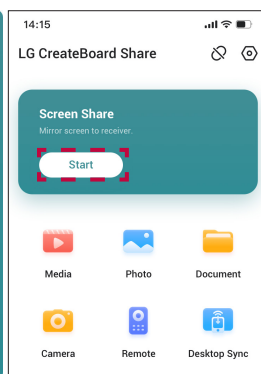 14:15
LG CreateBoard Share
Screen Share
Mirror screen to receiver.
Start
Media Photo Document
Camera Remote Desktop Sync